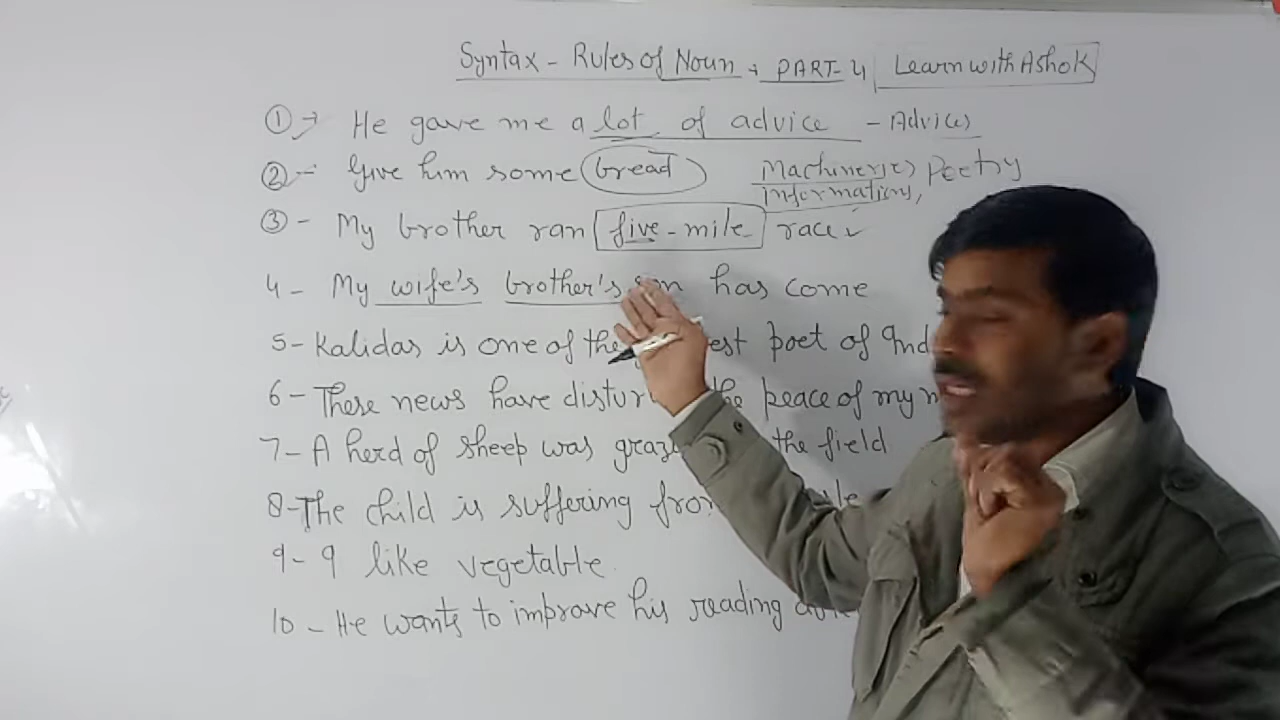 Syntax - Rules of Noun, PART-4 Learn with Ashok
① → He gave me a lot of advice - Advices
② - Give him some bread Machineries Poetry
informations,
③ - My brother ran five-mile race ✓
4 - My wife's brother's son has come
5 - Kalidas is one of the poet of
6 - These news have the peace of my
7 - A herd of sheep was the field
8 - The child is suffering from
9 - I like vegetable
10 - He wants to improve his reading